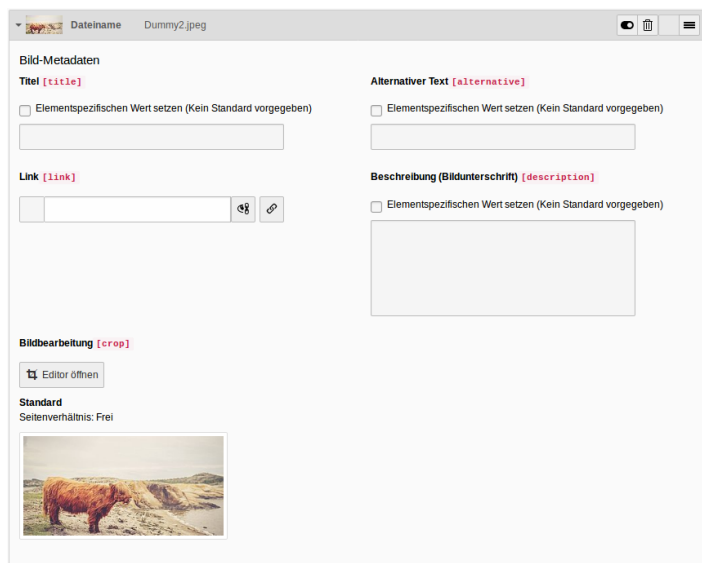 Dateiname Dummy2.jpeg
Bild-Metadaten
Titel [title]
Elementspezifischen Wert setzen (Kein Standard vorgegeben)
Alternativer Text [alternative]
Elementspezifischen Wert setzen (Kein Standard vorgegeben)
Link [link]
Beschreibung (Bildunterschrift) [description]
Elementspezifischen Wert setzen (Kein Standard vorgegeben)
Bildbearbeitung [crop]
Editor öffnen
Standard
Seitenverhältnis: Frei